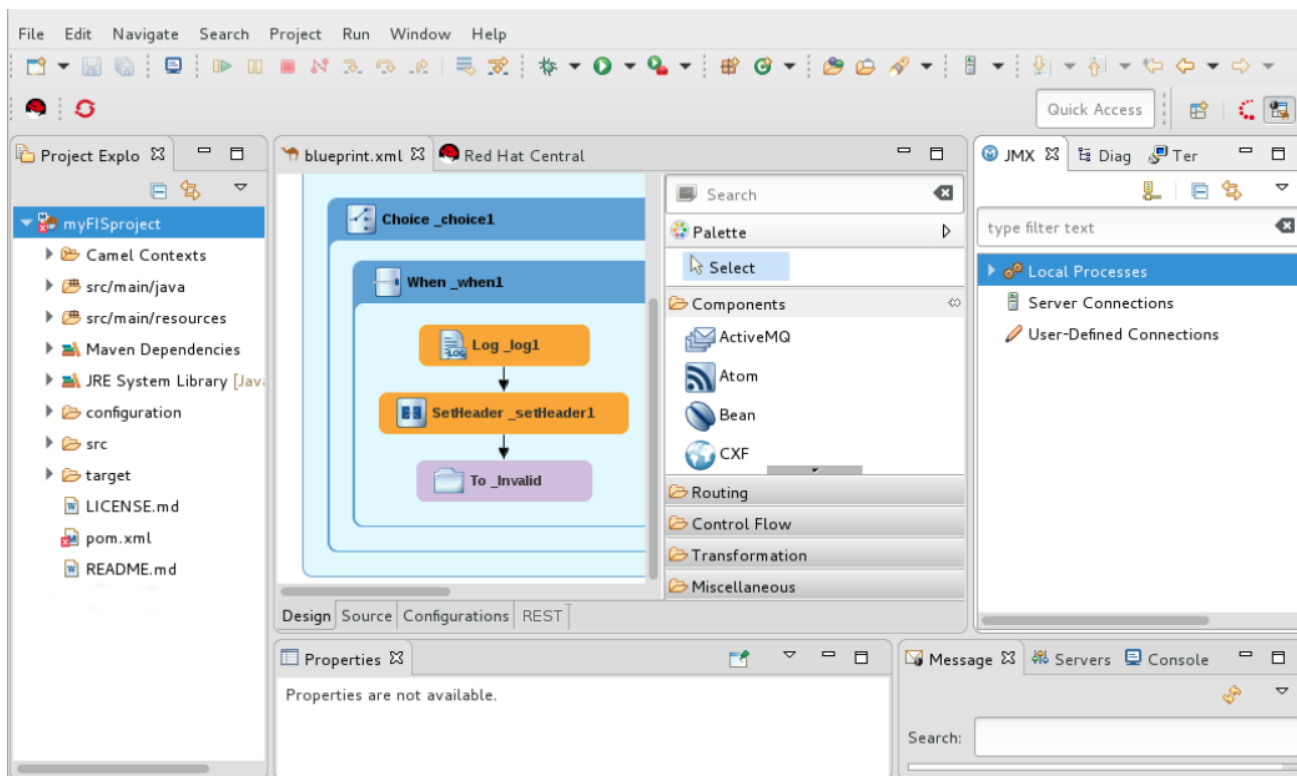 File Edit Navigate Search Project Run Window Help
Quick Access
Project Explo
myFISproject
Camel Contexts
src/main/java
src/main/resources
Maven Dependencies
JRE System Library [Java
configuration
src
target
LICENSE.md
pom.xml
README.md
blueprint.xml Red Hat Central
Choice _choice1
When _when1
Log _log1
SetHeader _setHeader1
To _Invalid
Search
Palette
Select
Components
ActiveMQ
Atom
Bean
CXF
Routing
Control Flow
Transformation
Miscellaneous
Design Source Configurations REST
JMX Diag Ter
type filter text
Local Processes
Server Connections
User-Defined Connections
Properties
Properties are not available.
Message Servers Console
Search: